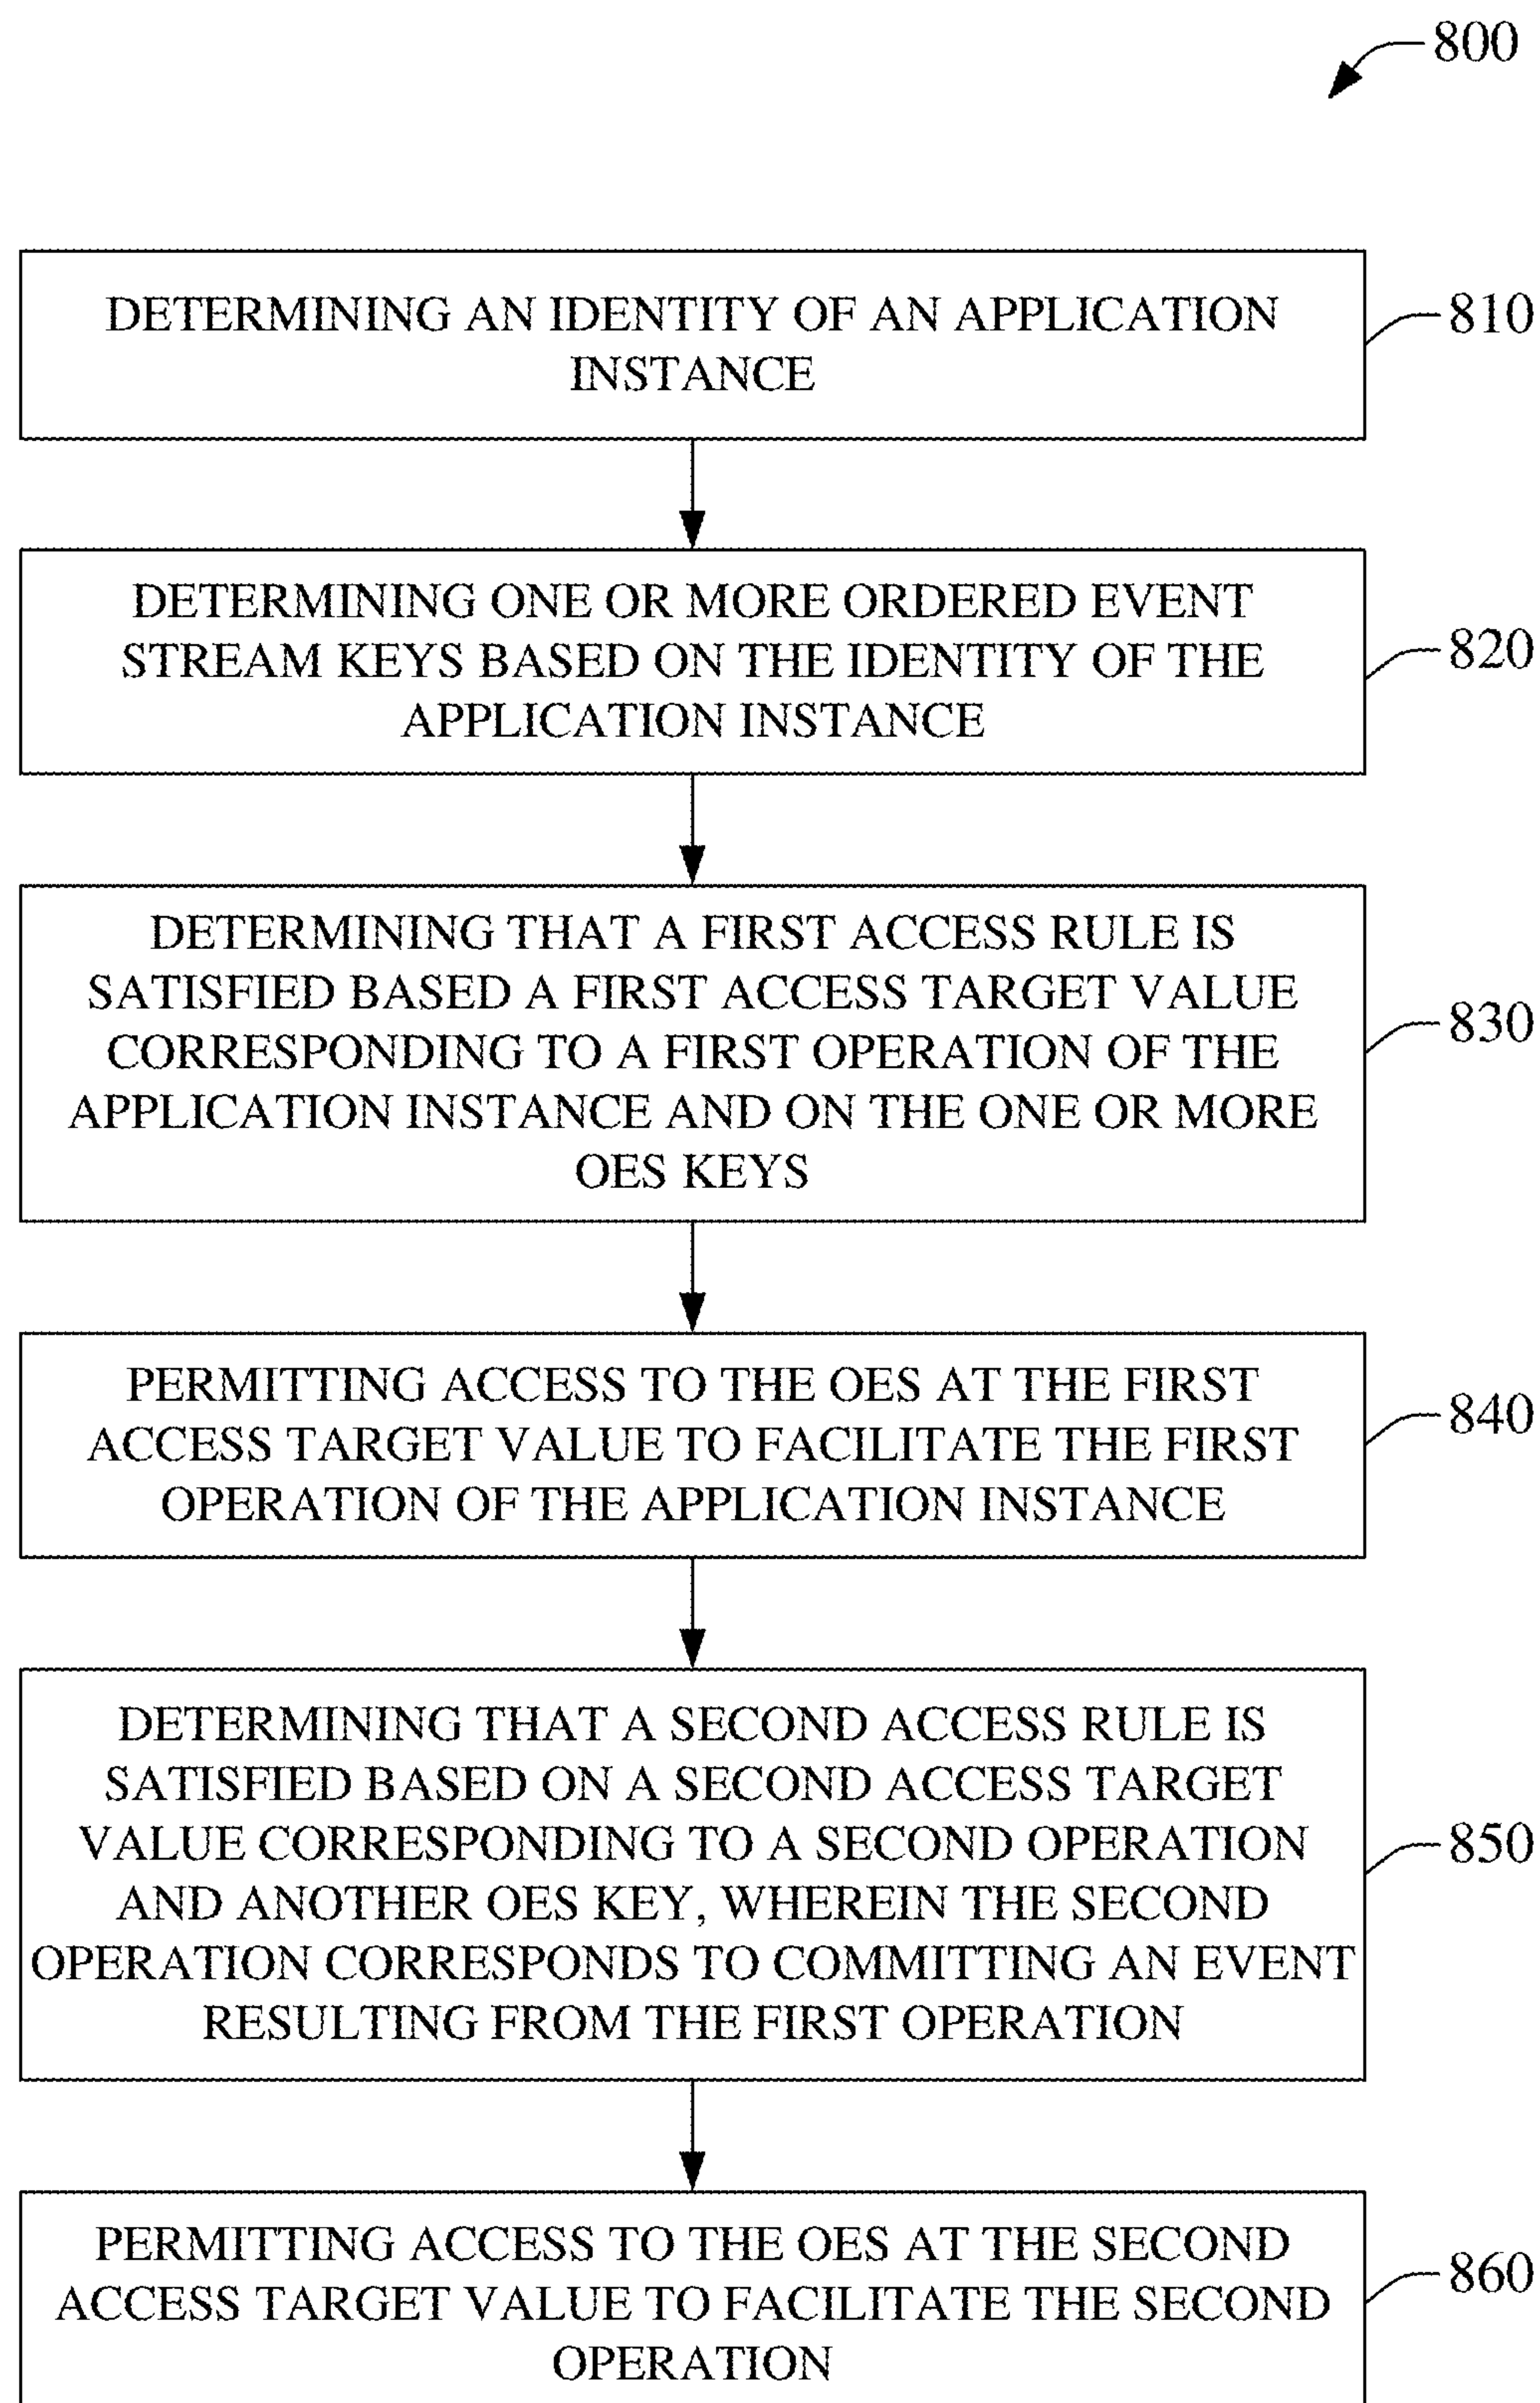 800
DETERMINING AN IDENTITY OF AN APPLICATION
INSTANCE
810
DETERMINING ONE OR MORE ORDERED EVENT
STREAM KEYS BASED ON THE IDENTITY OF THE
APPLICATION INSTANCE
820
DETERMINING THAT A FIRST ACCESS RULE IS
SATISFIED BASED A FIRST ACCESS TARGET VALUE
CORRESPONDING TO A FIRST OPERATION OF THE
APPLICATION INSTANCE AND ON THE ONE OR MORE
OES KEYS
830
PERMITTING ACCESS TO THE OES AT THE FIRST
ACCESS TARGET VALUE TO FACILITATE THE FIRST
OPERATION OF THE APPLICATION INSTANCE
840
DETERMINING THAT A SECOND ACCESS RULE IS
SATISFIED BASED ON A SECOND ACCESS TARGET
VALUE CORRESPONDING TO A SECOND OPERATION
AND ANOTHER OES KEY, WHEREIN THE SECOND
OPERATION CORRESPONDS TO COMMITTING AN EVENT
RESULTING FROM THE FIRST OPERATION
850
PERMITTING ACCESS TO THE OES AT THE SECOND
ACCESS TARGET VALUE TO FACILITATE THE SECOND
OPERATION
860